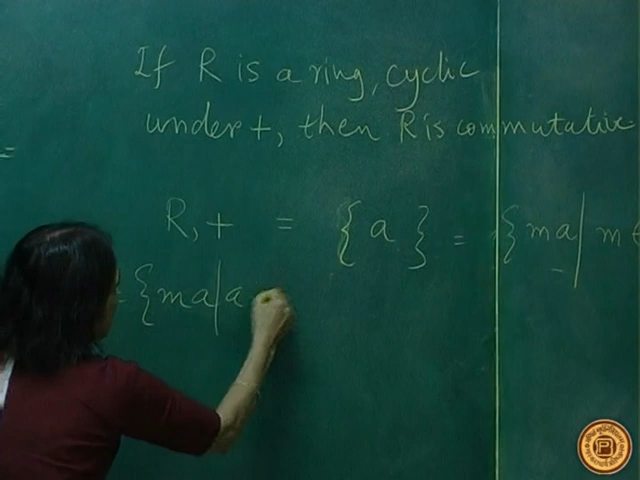 If R is a ring, cyclic
under +, then R is commutative
=
R, + = { a } = { ma | m ∈
= { ma | a